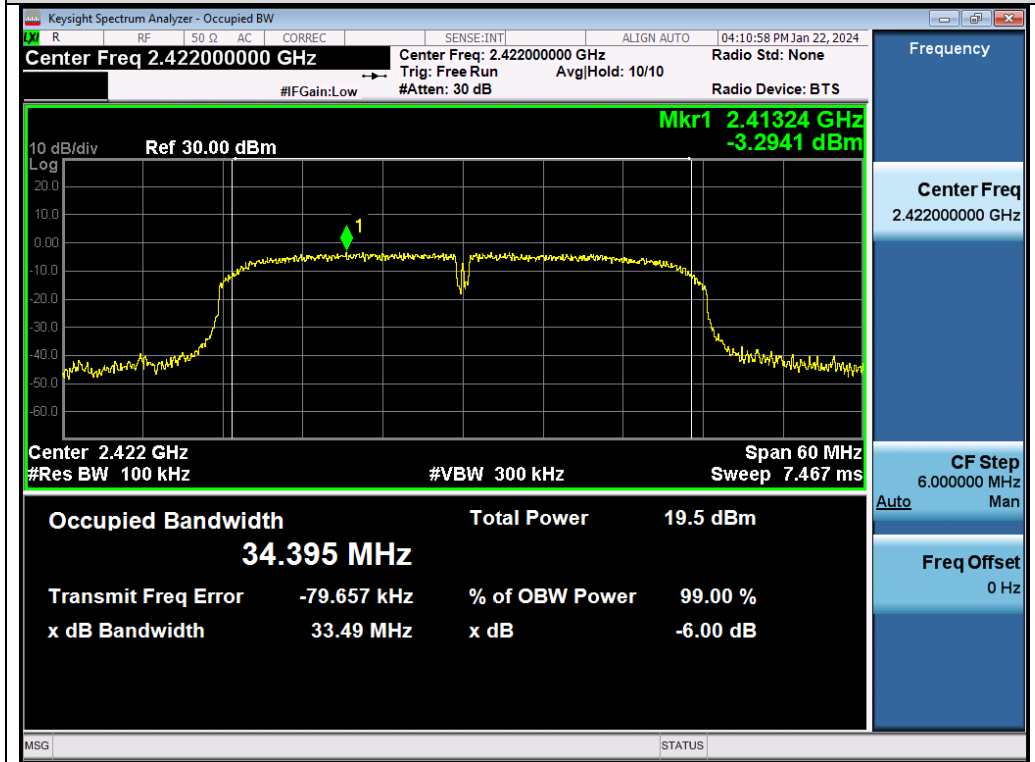 Keysight Spectrum Analyzer - Occupied BW
LXI R RF 50 Ω AC CORREC SENSE:INT ALIGN AUTO 04:10:58 PM Jan 22, 2024
Center Freq 2.422000000 GHz
Center Freq: 2.422000000 GHz Radio Std: None
Trig: Free Run Avg|Hold: 10/10
#IFGain:Low #Atten: 30 dB Radio Device: BTS
Mkr1 2.41324 GHz
-3.2941 dBm
10 dB/div Ref 30.00 dBm
Log
20.0
10.0
0.00
-10.0
-20.0
-30.0
-40.0
-50.0
-60.0
1
Center 2.422 GHz Span 60 MHz
#Res BW 100 kHz #VBW 300 kHz Sweep 7.467 ms
Occupied Bandwidth Total Power 19.5 dBm
34.395 MHz
Transmit Freq Error -79.657 kHz % of OBW Power 99.00 %
x dB Bandwidth 33.49 MHz x dB -6.00 dB
Frequency
Center Freq
2.422000000 GHz
CF Step
6.000000 MHz
Auto Man
Freq Offset
0 Hz
MSG STATUS